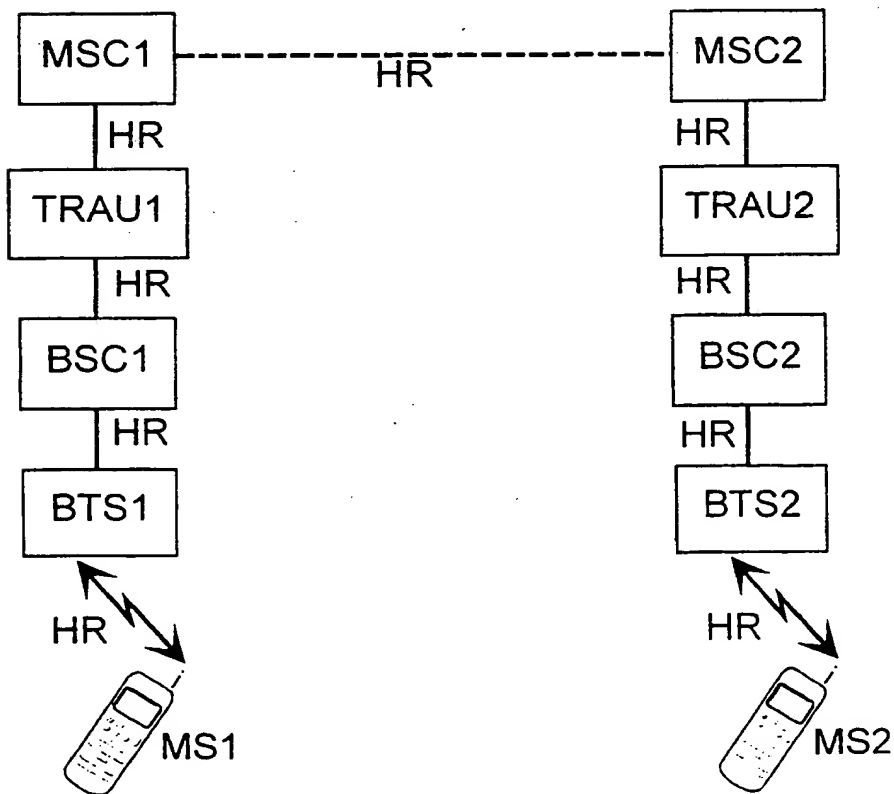 MSC1
MSC2
HR
HR
HR
TRAU1
TRAU2
HR
HR
BSC1
BSC2
HR
HR
BTS1
BTS2
HR
HR
MS1
MS2